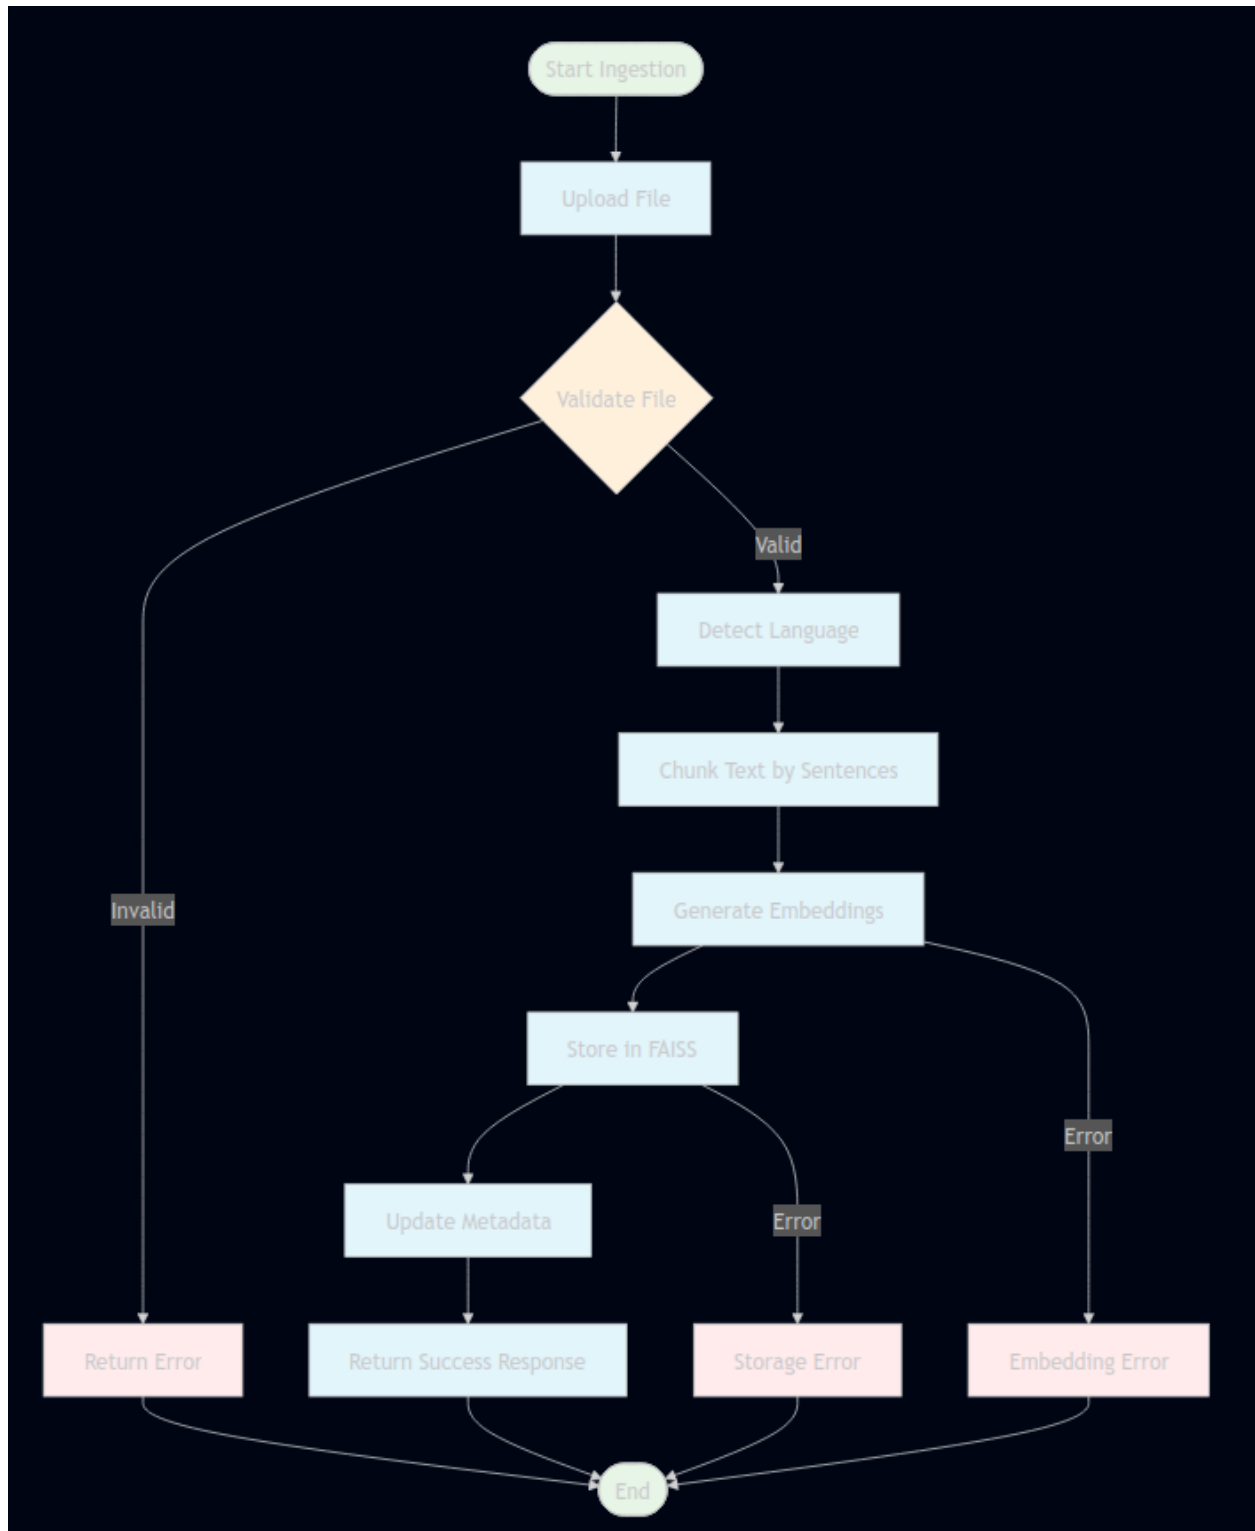 Start Ingestion
Upload File
Validate File
Valid
Detect Language
Chunk Text by Sentences
Invalid
Generate Embeddings
Store in FAISS
Error
Update Metadata
Error
Return Error
Return Success Response
Storage Error
Embedding Error
End